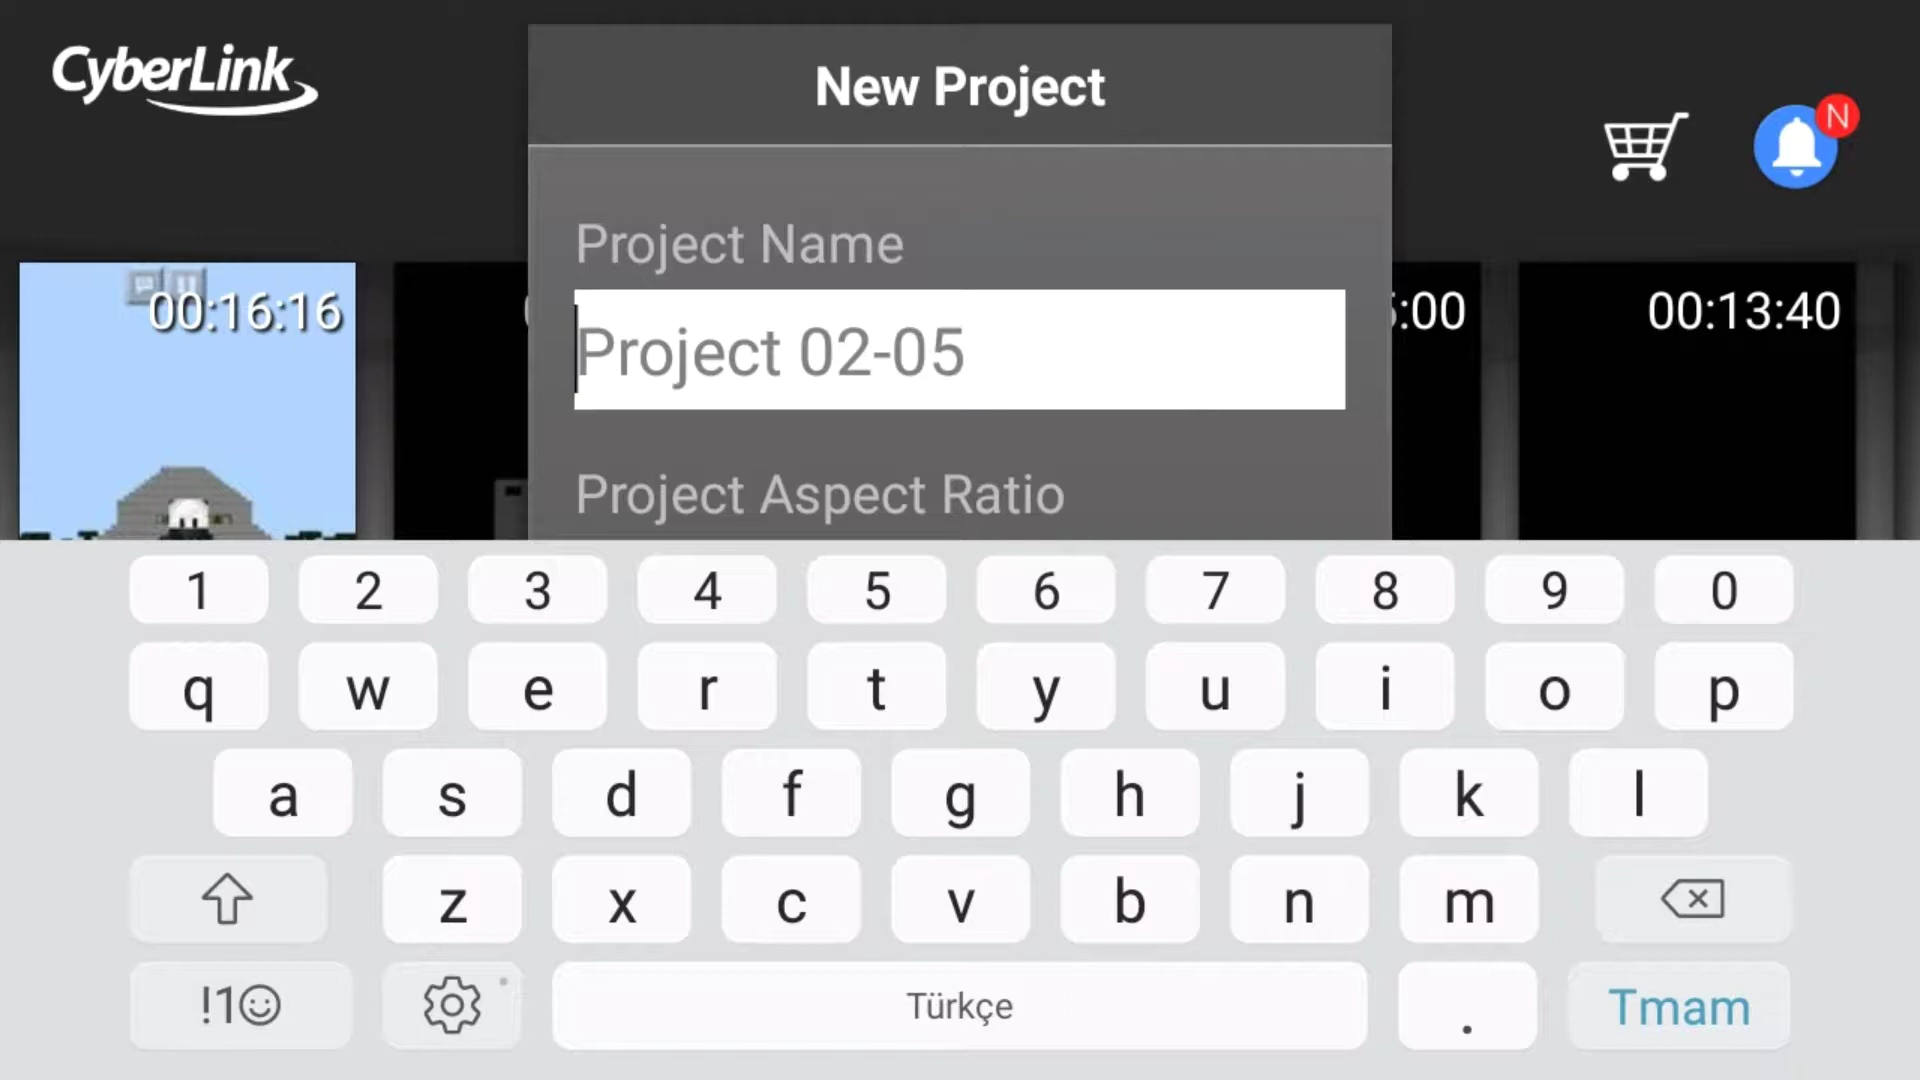 CyberLink
New Project
N
Project Name
00:16:16
:00
00:13:40
Project 02-05
Project Aspect Ratio
1 2 3 4 5 6 7 8 9 0
q w e r t y u i o p
a s d f g h j k l
z x c v b n m
!1☺ Türkçe . Tmam